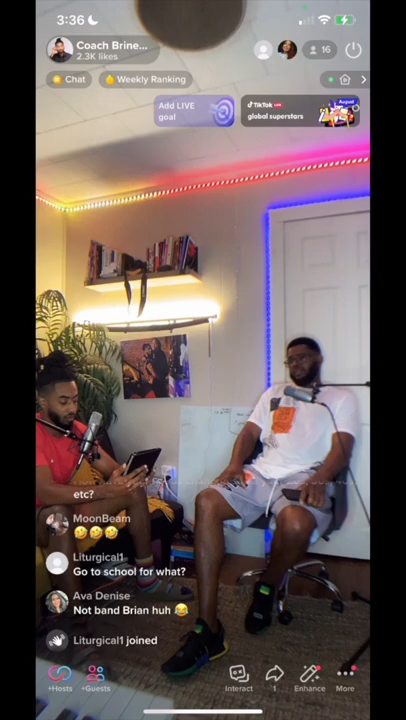 3:36
Coach Brine...
2.3K likes
16
Chat
Weekly Ranking
Add LIVE
goal
TikTok LIVE
global superstars
August
etc?
MoonBeam
🤣🤣🤣
Liturgical1
Go to school for what?
Ava Denise
Not band Brian huh 😂
Liturgical1 joined
+Hosts
+Guests
Interact
1
Enhance
More